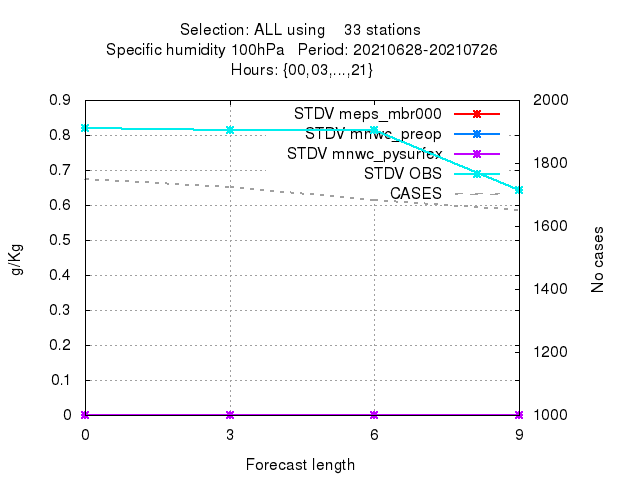 Selection: ALL using 33 stations
Specific humidity 100hPa Period: 20210628-20210726
Hours: {00,03,...,21}
0.9
0.8
0.7
0.6
0.5
0.4
0.3
0.2
0.1
0
2000
1800
1600
1400
1200
1000
STDV meps_mbr000
STDV mnwc_preop
STDV mnwc_pysurfex
STDV OBS
CASES
g/Kg
No cases
0 3 6 9
Forecast length